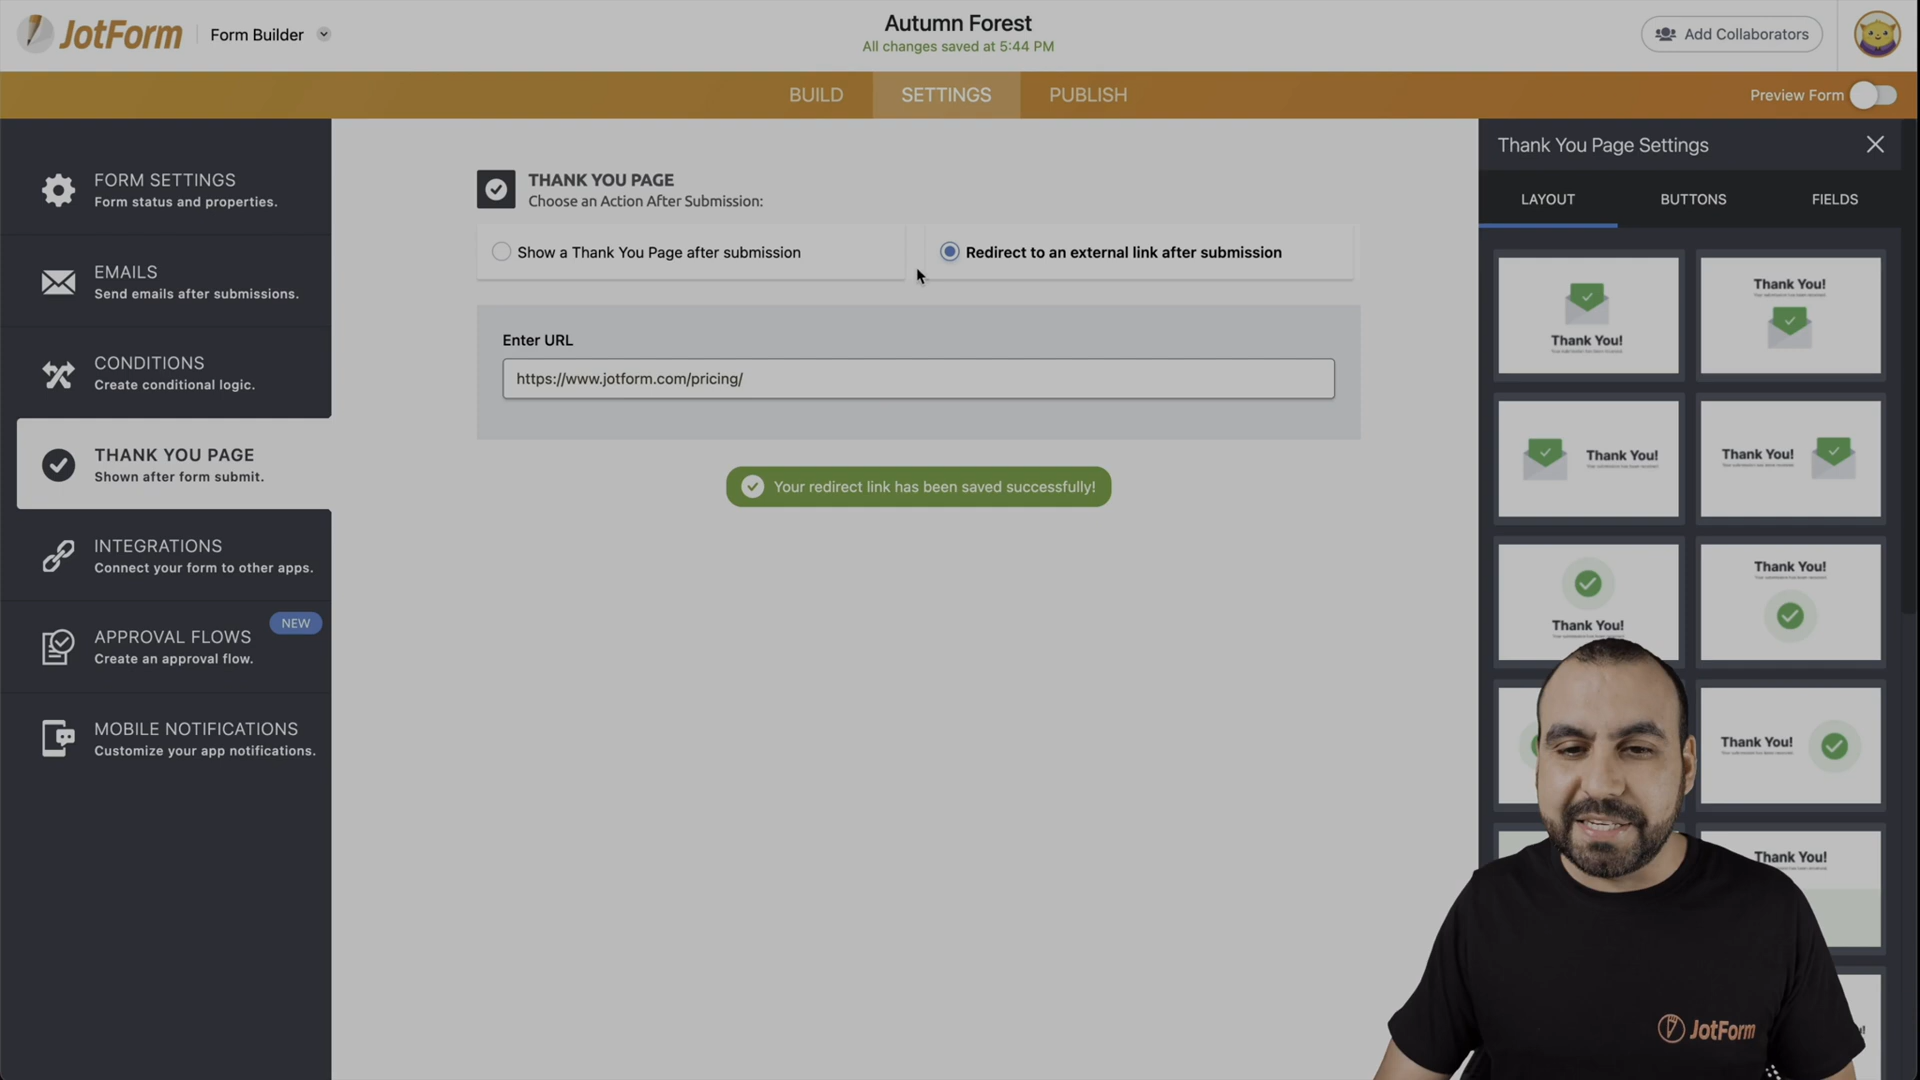 JotForm
Form Builder
Autumn Forest
All changes saved at 5:44 PM
Add Collaborators
BUILD
SETTINGS
PUBLISH
Preview Form
FORM SETTINGS
Form status and properties.
EMAILS
Send emails after submissions.
CONDITIONS
Create conditional logic.
THANK YOU PAGE
Shown after form submit.
INTEGRATIONS
Connect your form to other apps.
NEW
APPROVAL FLOWS
Create an approval flow.
MOBILE NOTIFICATIONS
Customize your app notifications.
THANK YOU PAGE
Choose an Action After Submission:
Show a Thank You Page after submission
Redirect to an external link after submission
Enter URL
https://www.jotform.com/pricing/
Your redirect link has been saved successfully!
Thank You Page Settings
LAYOUT
BUTTONS
FIELDS
Thank You!
Thank You!
Thank You!
Thank You!
Thank You!
Thank You!
Thank You!
Thank You!
JotForm